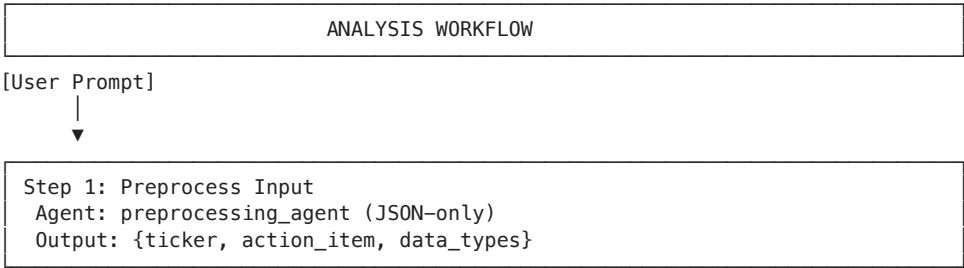 ANALYSIS WORKFLOW
[User Prompt]
Step 1: Preprocess Input
Agent: preprocessing_agent (JSON-only)
Output: {ticker, action_item, data_types}